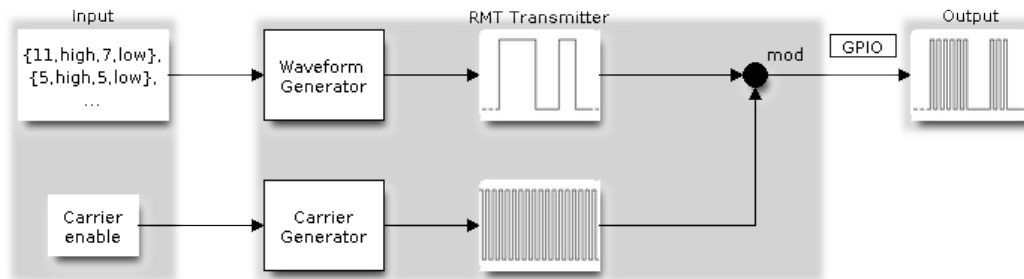 Input
RMT Transmitter
Output
{11,high,7,low},
{5,high,5,low},
...
Waveform
Generator
mod
GPIO
Carrier
enable
Carrier
Generator